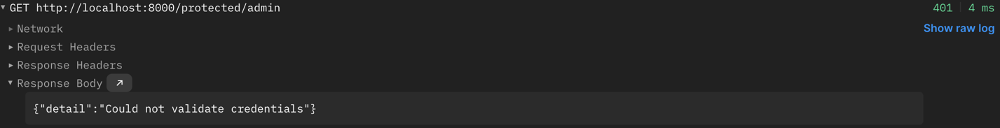 GET http://localhost:8000/protected/admin 401 4 ms
Network Show raw log
Request Headers
Response Headers
Response Body
{"detail":"Could not validate credentials"}